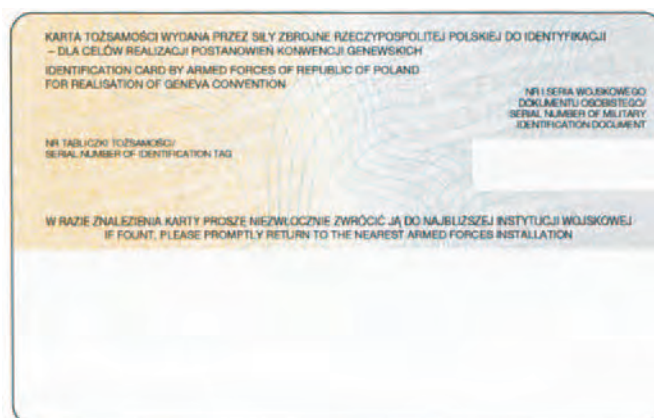 KARTA TOŻSAMOŚCI WYDANA PRZEZ SIŁY ZBROJNE RZECZYPOSPOLITEJ POLSKIEJ DO IDENTYFIKACJI
– DLA CELÓW REALIZACJI POSTANOWIEŃ KONWENCJI GENEWSKICH
IDENTIFICATION CARD BY ARMED FORCES OF REPUBLIC OF POLAND
FOR REALISATION OF GENEVA CONVENTION
NR I SERIA WOJSKOWEGO
DOKUMENTU OSOBISTEGO/
SERIAL NUMBER OF MILITARY
IDENTIFICATION DOCUMENT
NR TABLICZKI TOŻSAMOŚCI/
SERIAL NUMBER OF IDENTIFICATION TAG
W RAZIE ZNALEZIENIA KARTY PROSZĘ NIEZWŁOCZNIE ZWRÓCIĆ JĄ DO NAJBLIŻSZEJ INSTYTUCJI WOJSKOWEJ
IF FOUNT, PLEASE PROMPTLY RETURN TO THE NEAREST ARMED FORCES INSTALLATION